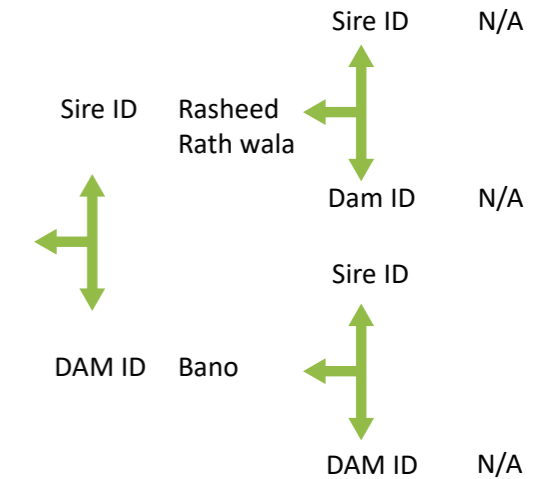 Sire ID N/A
Sire ID Rasheed
Rath wala
Dam ID N/A
Sire ID
DAM ID Bano
DAM ID N/A